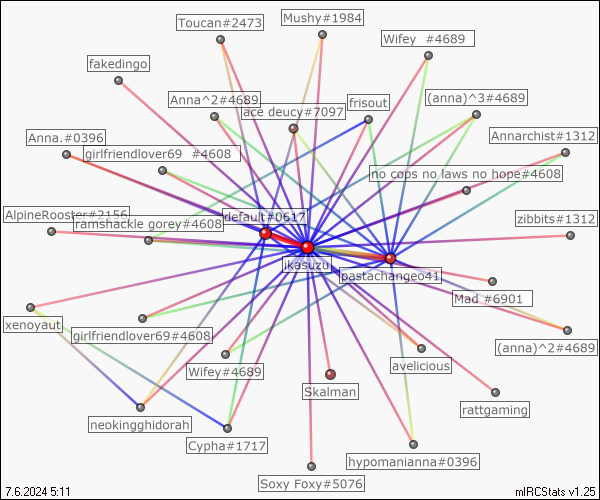 Toucan#2473
Mushy#1984
Wifey #4689
fakedingo
Anna^2#4689
ace deucy#7097
frisout
(anna)^3#4689
Anna.#0396
girlfriendlover69 #4608
Annarchist#1312
no cops no laws no hope#4608
AlpineRooster#2156
ramshackle gorey#4608
default#0617
zibbits#1312
ikasuzu
pastachangeo41
Mad #6901
xenoyaut
girlfriendlover69#4608
(anna)^2#4689
Wifey#4689
avelicious
Skalman
rattgaming
neokingghidorah
Cypha#1717
hypomanianna#0396
Soxy Foxy#5076
7.6.2024 5:11
mIRCStats v1.25